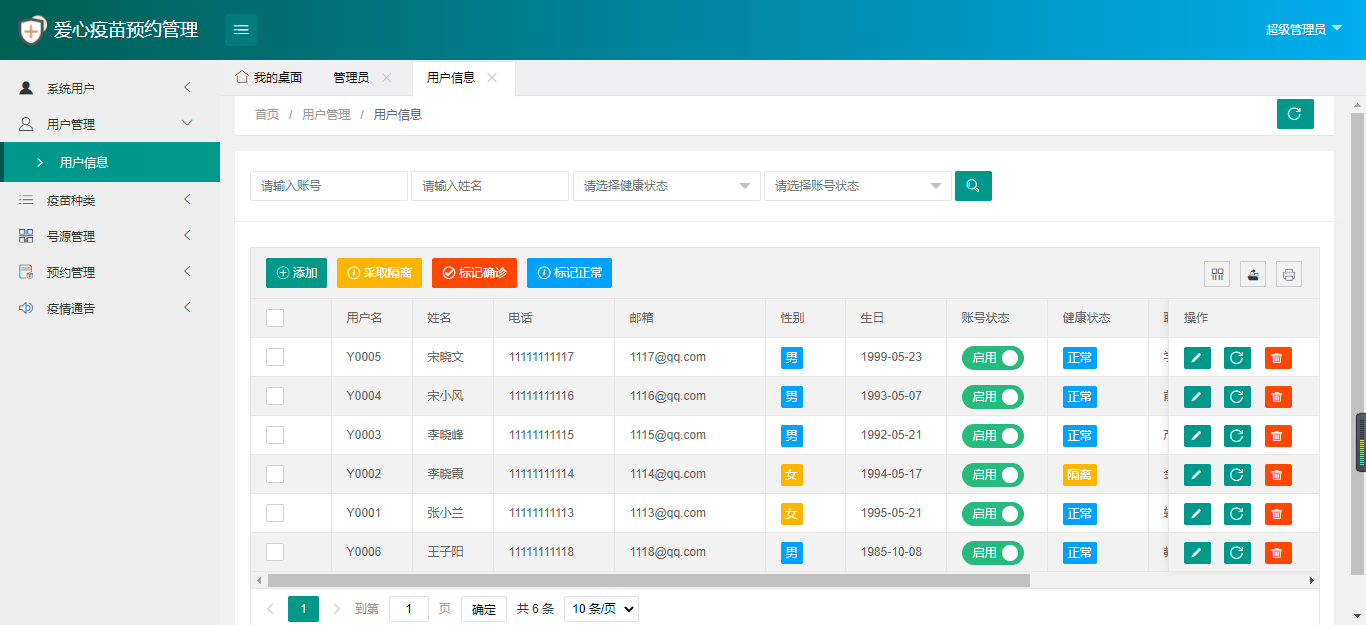 爱心疫苗预约管理
超级管理员
系统用户
用户管理
用户信息
疫苗种类
号源管理
预约管理
疫情通告
我的桌面 管理员 用户信息
首页 / 用户管理 / 用户信息
请输入账号 请输入姓名 请选择健康状态 请选择账号状态
添加 采取隔离 标记确诊 标记正常
用户名 姓名 电话 邮箱 性别 生日 账号状态 健康状态 操作
Y0005 宋晓文 11111111117 1117@qq.com 男 1999-05-23 启用 正常
Y0004 宋小风 11111111116 1116@qq.com 男 1993-05-07 启用 正常
Y0003 李晓峰 11111111115 1115@qq.com 男 1992-05-21 启用 正常
Y0002 李晓霞 11111111114 1114@qq.com 女 1994-05-17 启用 隔离
Y0001 张小兰 11111111113 1113@qq.com 女 1995-05-21 启用 正常
Y0006 王子阳 11111111118 1118@qq.com 男 1985-10-08 启用 正常
1 到第 1 页 确定 共 6 条 10 条/页